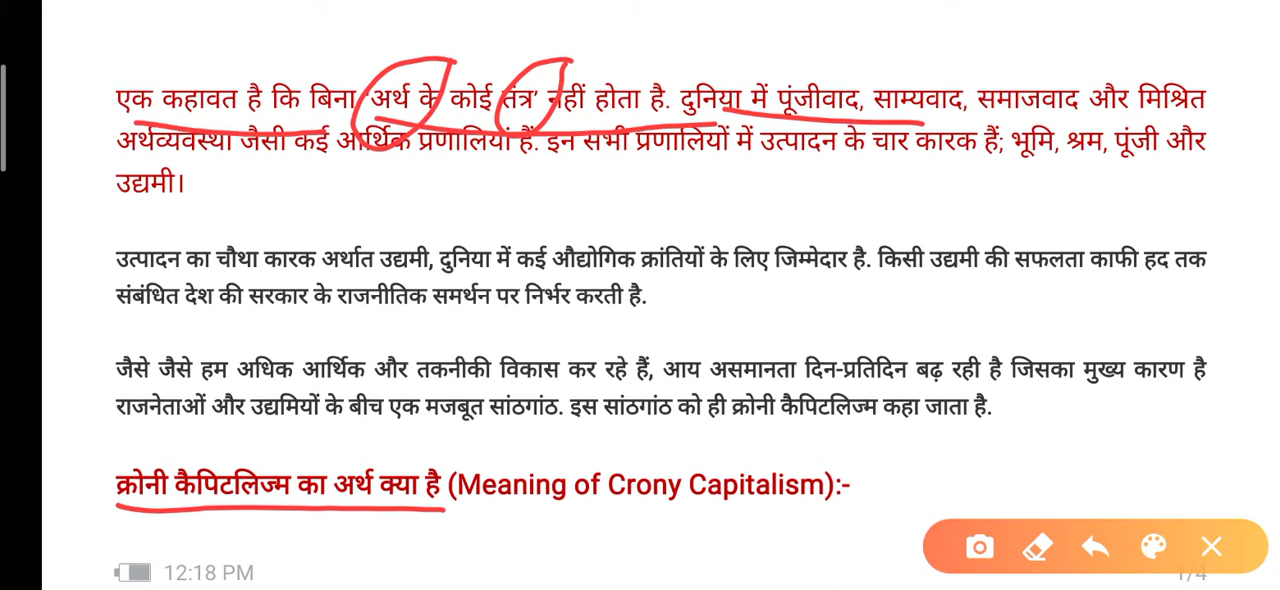 एक कहावत है कि बिना 'अर्थ के कोई तंत्र' नहीं होता है. दुनिया में पूंजीवाद, साम्यवाद, समाजवाद और मिश्रित
अर्थव्यवस्था जैसी कई आर्थिक प्रणालियां हैं. इन सभी प्रणालियों में उत्पादन के चार कारक हैं; भूमि, श्रम, पूंजी और
उद्यमी।
उत्पादन का चौथा कारक अर्थात उद्यमी, दुनिया में कई औद्योगिक क्रांतियों के लिए जिम्मेदार है. किसी उद्यमी की सफलता काफी हद तक
संबंधित देश की सरकार के राजनीतिक समर्थन पर निर्भर करती है.
जैसे जैसे हम अधिक आर्थिक और तकनीकी विकास कर रहे हैं, आय असमानता दिन-प्रतिदिन बढ़ रही है जिसका मुख्य कारण है
राजनेताओं और उद्यमियों के बीच एक मजबूत सांठगांठ. इस सांठगांठ को ही क्रोनी कैपिटलिज्म कहा जाता है.
क्रोनी कैपिटलिज्म का अर्थ क्या है (Meaning of Crony Capitalism):-
12:18 PM
1/4